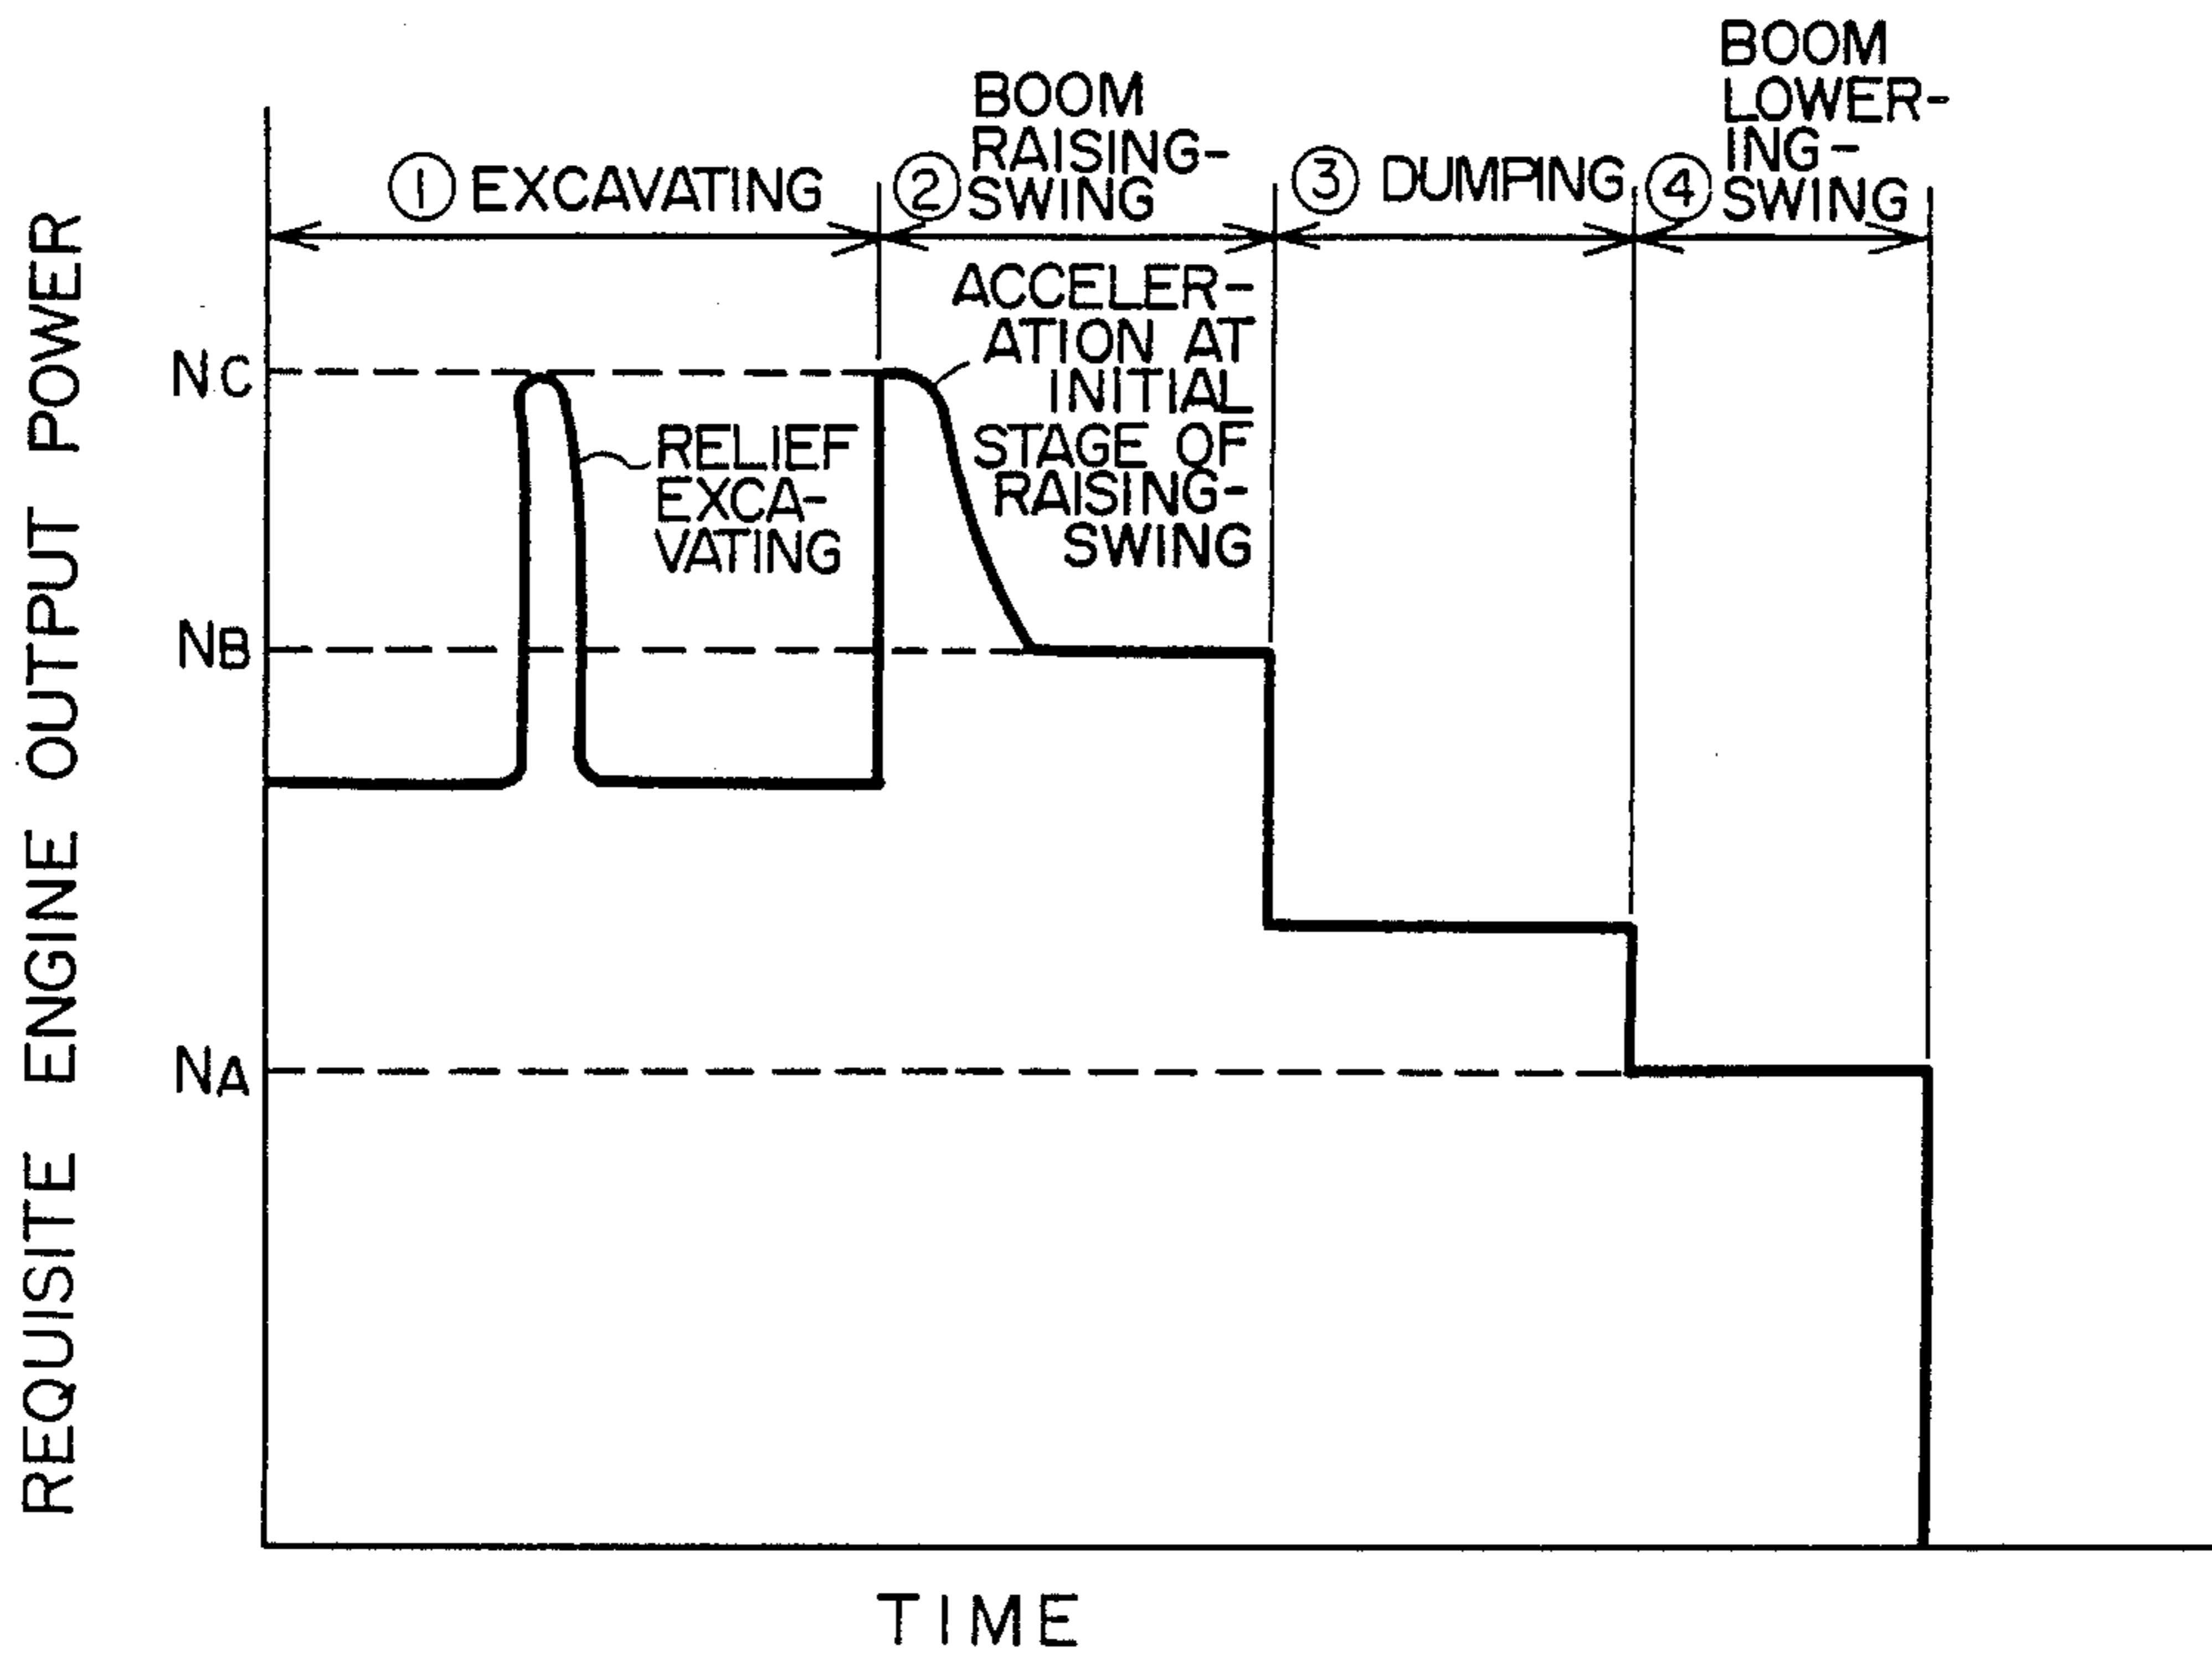 REQUISITE ENGINE OUTPUT POWER
① EXCAVATING
② BOOM
RAISING-
SWING
③ DUMPING
④ BOOM
LOWER-
ING-
SWING
NC
NB
NA
RELIEF
EXCA-
VATING
ACCELER-
ATION AT
INITIAL
STAGE OF
RAISING-
SWING
TIME